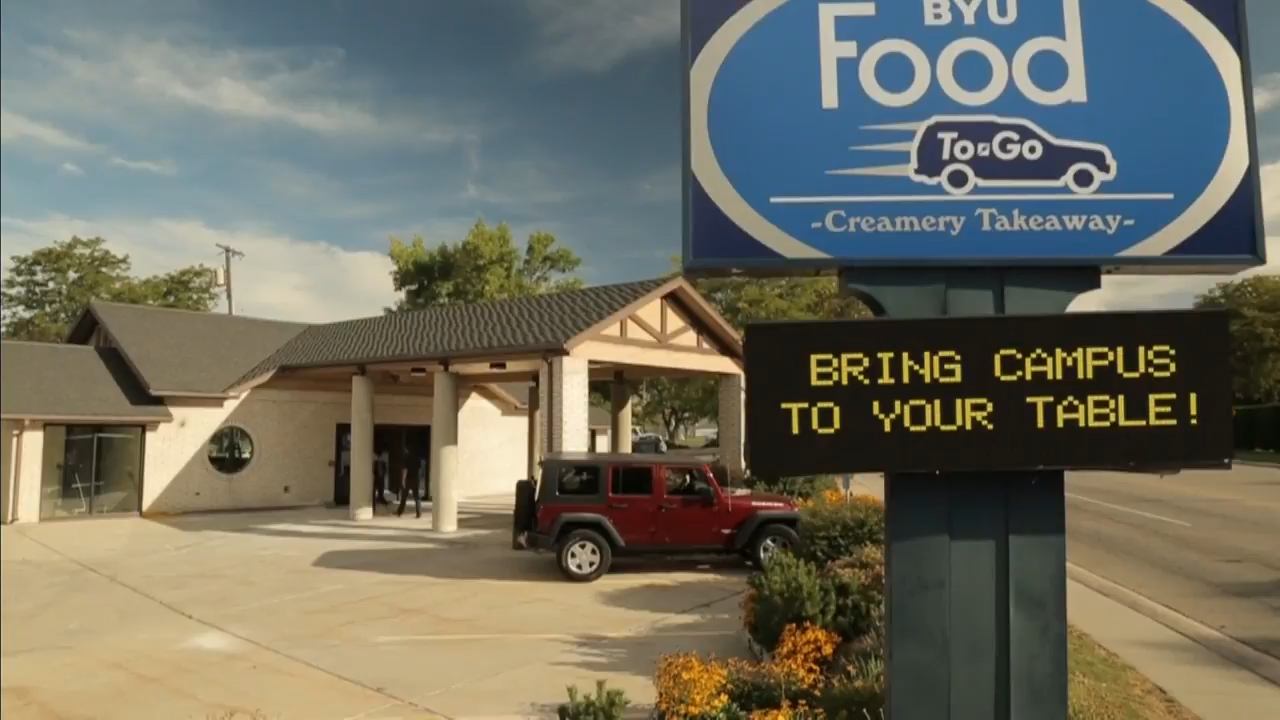 BYU
Food
To-Go
-Creamery Takeaway-
BRING CAMPUS
TO YOUR TABLE!